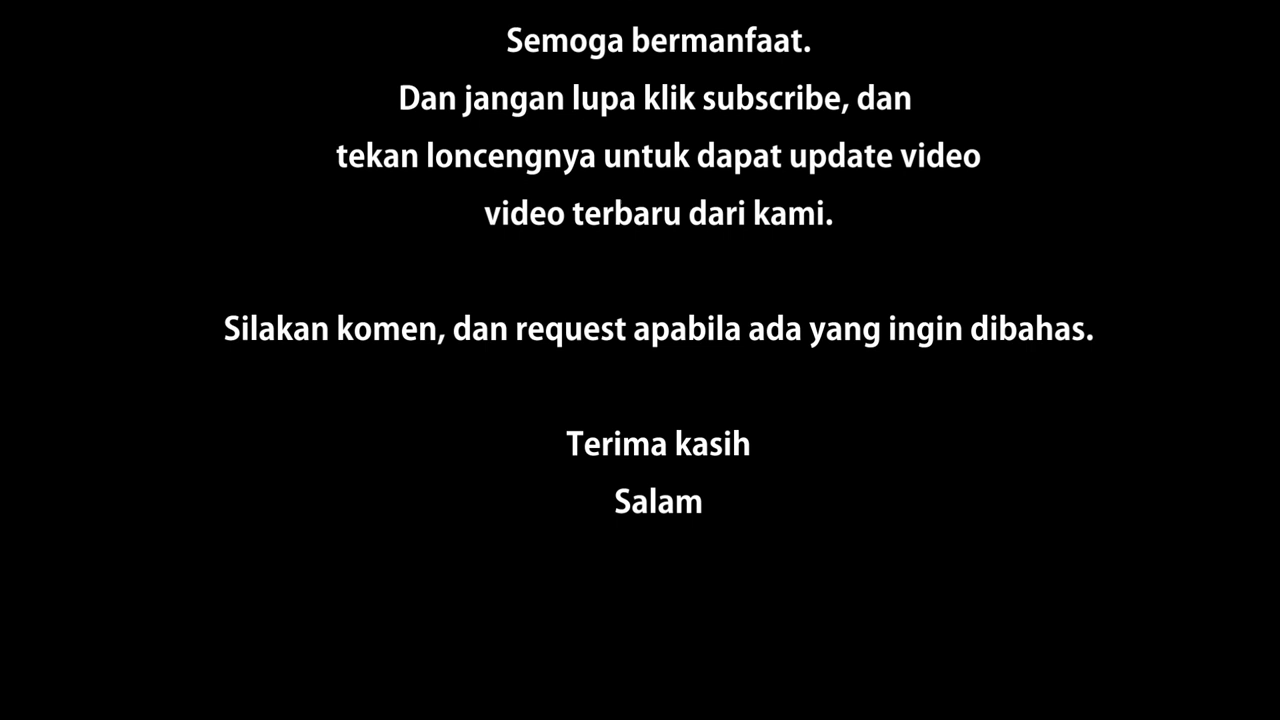 Semoga bermanfaat.
Dan jangan lupa klik subscribe, dan
tekan loncengnya untuk dapat update video
video terbaru dari kami.
Silakan komen, dan request apabila ada yang ingin dibahas.
Terima kasih
Salam